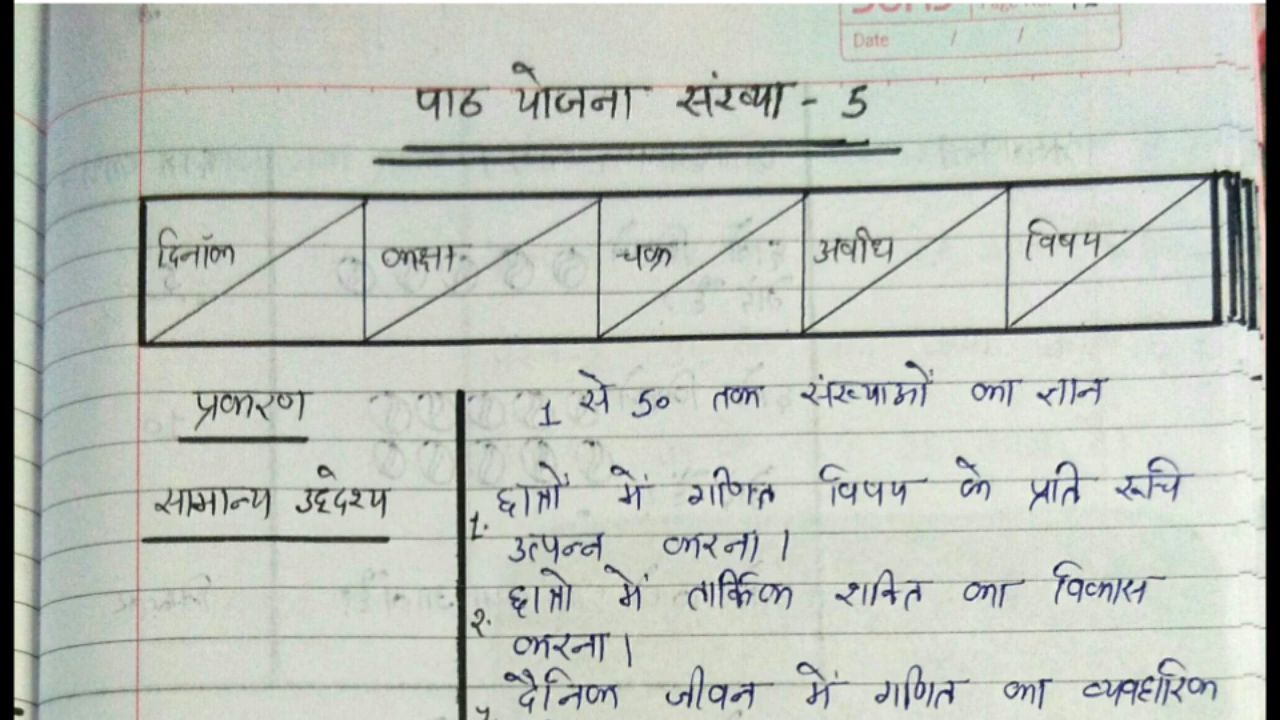 Date / /
पाठ योजना संख्या - 5
दिनाँक कक्षा चक्र अवधि विषय
प्रकरण 1 से 50 तक संख्याओं का ज्ञान
सामान्य उद्देश्य 1. छात्रों में गणित विषय के प्रति रूचि
उत्पन्न करना।
2. छात्रो में तार्किक शक्ति का विकास
करना।
दैनिक जीवन में गणित का व्यवहारिक